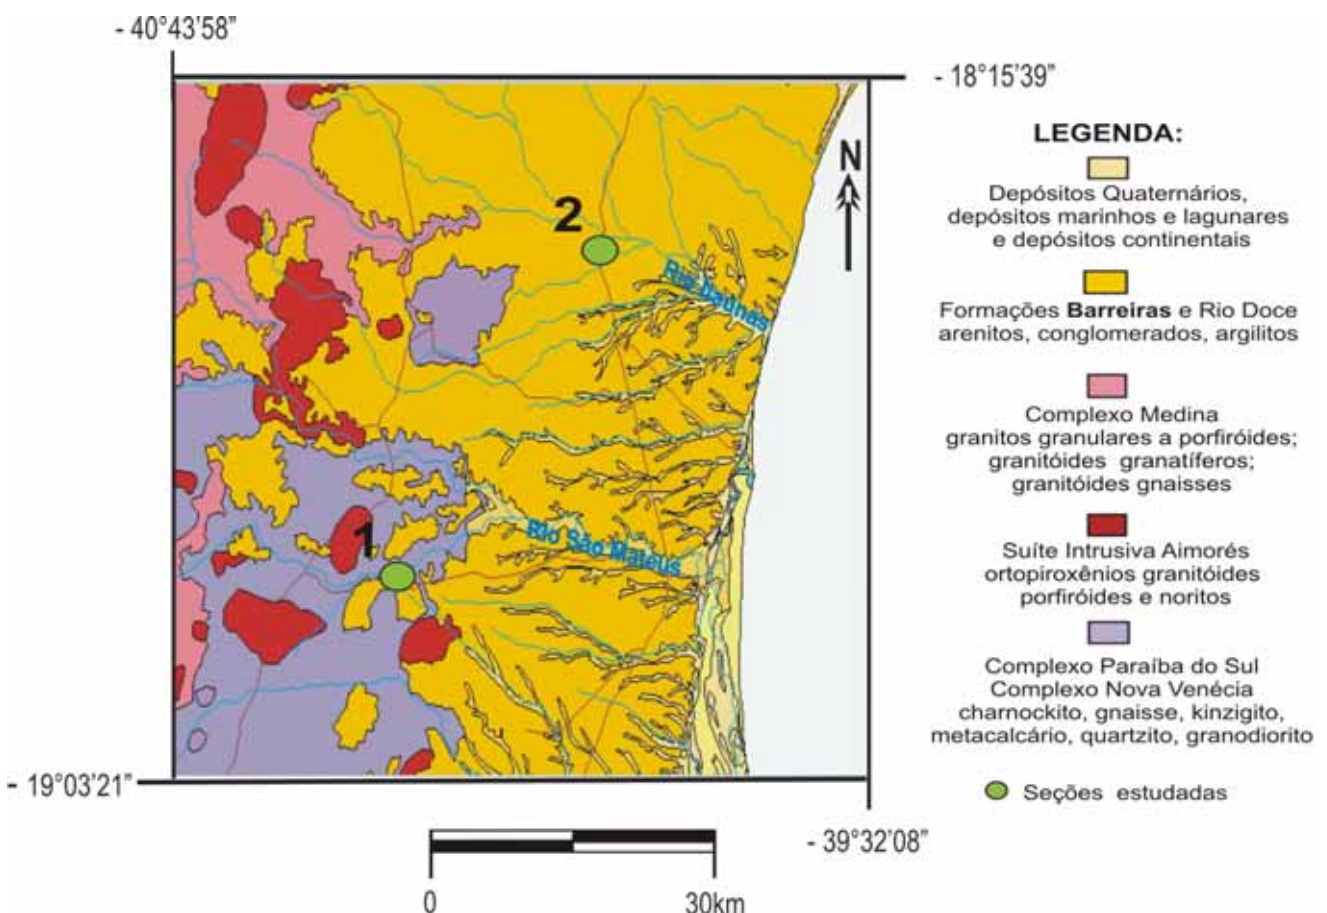 - 40°43'58"
- 18°15'39"
N
2
Rio Itaúnas
Rio São Mateus
1
- 19°03'21"
- 39°32'08"
0
30km
LEGENDA:
Depósitos Quaternários,
depósitos marinhos e lagunares
e depósitos continentais
Formações Barreiras e Rio Doce
arenitos, conglomerados, argilitos
Complexo Medina
granitos granulares a porfiróides;
granitóides granatíferos;
granitóides gnaisses
Suíte Intrusiva Aimorés
ortopiroxênios granitóides
porfiróides e noritos
Complexo Paraíba do Sul
Complexo Nova Venécia
charnockito, gnaisse, kinzigito,
metacalcário, quartzito, granodiorito
Seções estudadas